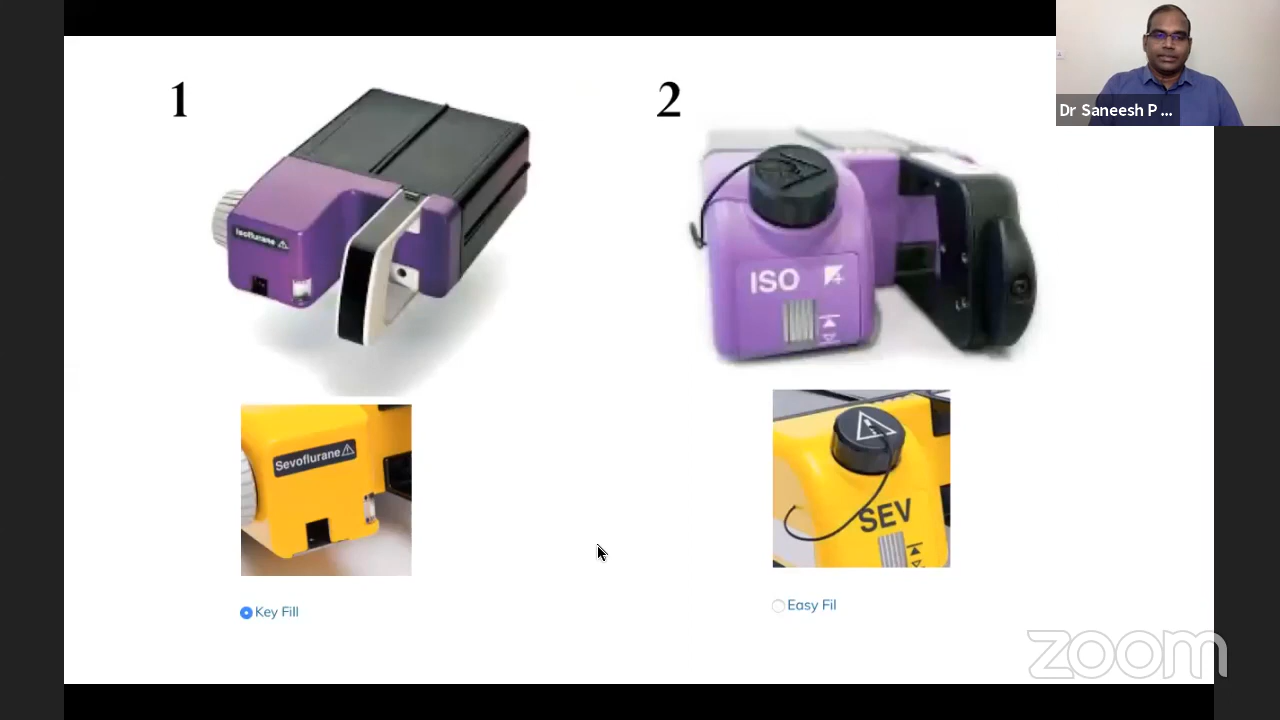 1
2
Dr Saneesh P ...
Isoflurane
ISO
Sevoflurane
SEV
Key Fill
Easy Fil
zoom